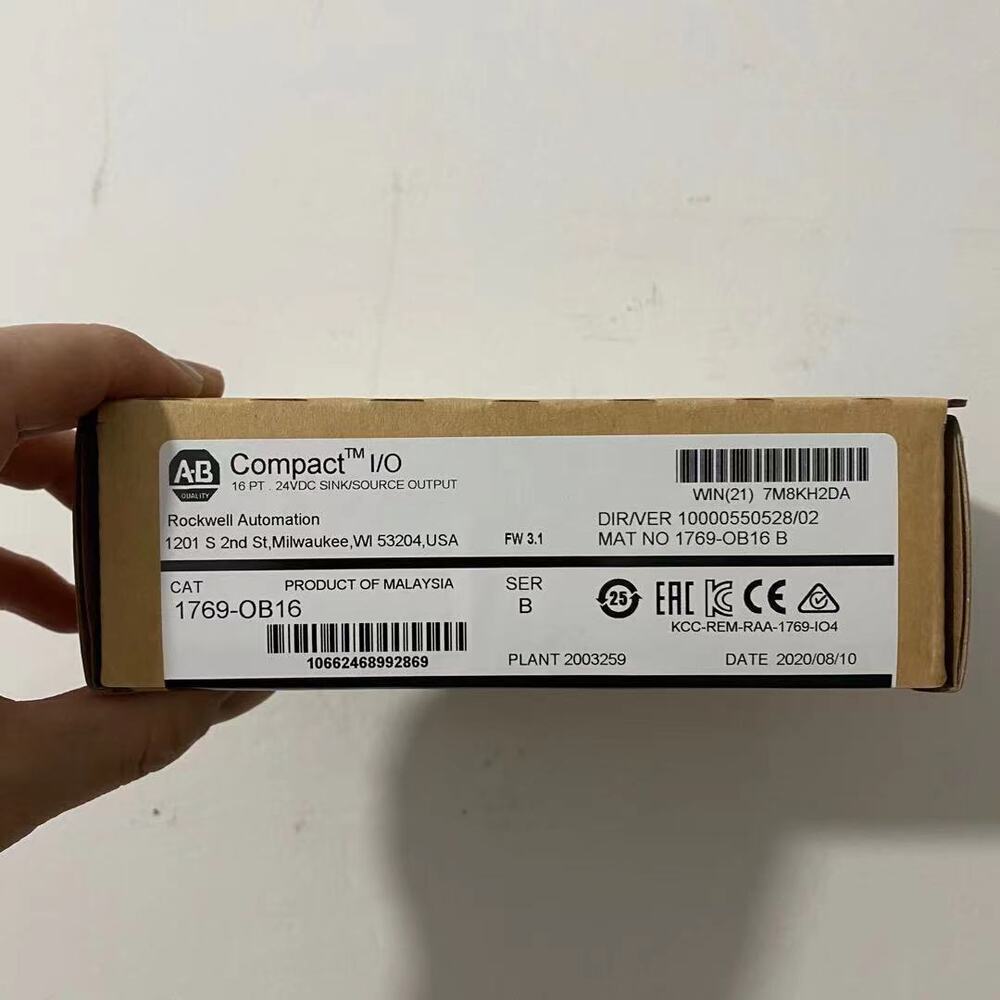 A-B
QUALITY
Compact™ I/O
16 PT . 24VDC SINK/SOURCE OUTPUT
WIN(21) 7M8KH2DA
Rockwell Automation
1201 S 2nd St,Milwaukee,WI 53204,USA
FW 3.1
DIR/VER 10000550528/02
MAT NO 1769-OB16 B
CAT
PRODUCT OF MALAYSIA
1769-OB16
10662468992869
SER
B
25
EAC
CE
KCC-REM-RAA-1769-IO4
PLANT 2003259
DATE 2020/08/10